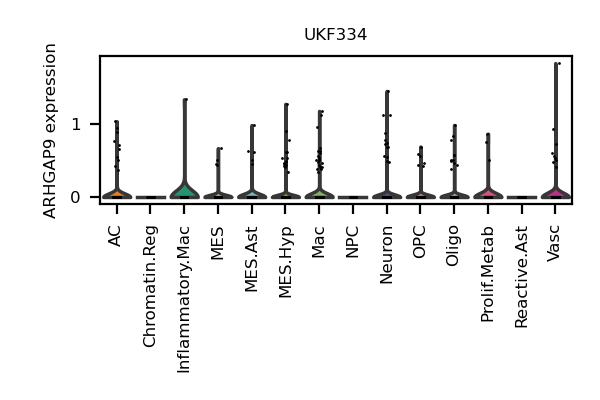 UKF334
ARHGAP9 expression
1
0
AC
Chromatin.Reg
Inflammatory.Mac
MES
MES.Ast
MES.Hyp
Mac
NPC
Neuron
OPC
Oligo
Prolif.Metab
Reactive.Ast
Vasc